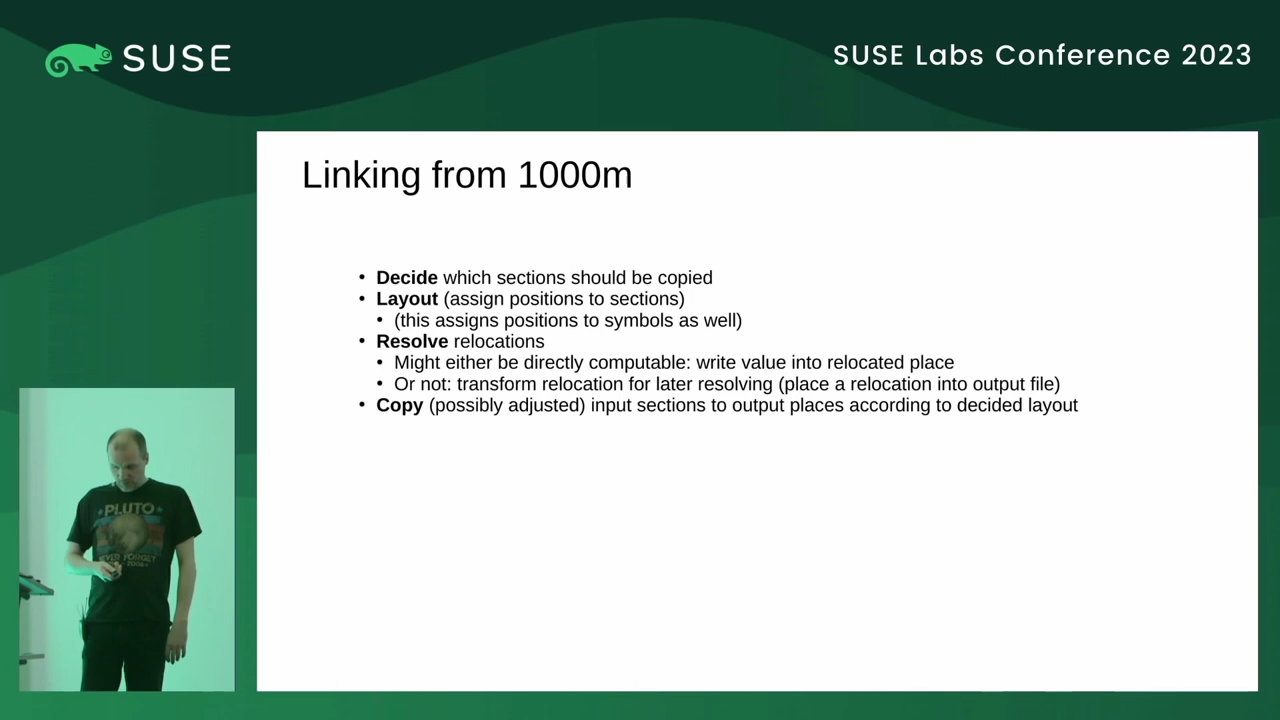 SUSE
SUSE Labs Conference 2023
Linking from 1000m
• Decide which sections should be copied
• Layout (assign positions to sections)
• (this assigns positions to symbols as well)
• Resolve relocations
• Might either be directly computable: write value into relocated place
• Or not: transform relocation for later resolving (place a relocation into output file)
• Copy (possibly adjusted) input sections to output places according to decided layout
PLUTO
NEVER FORGET
2006